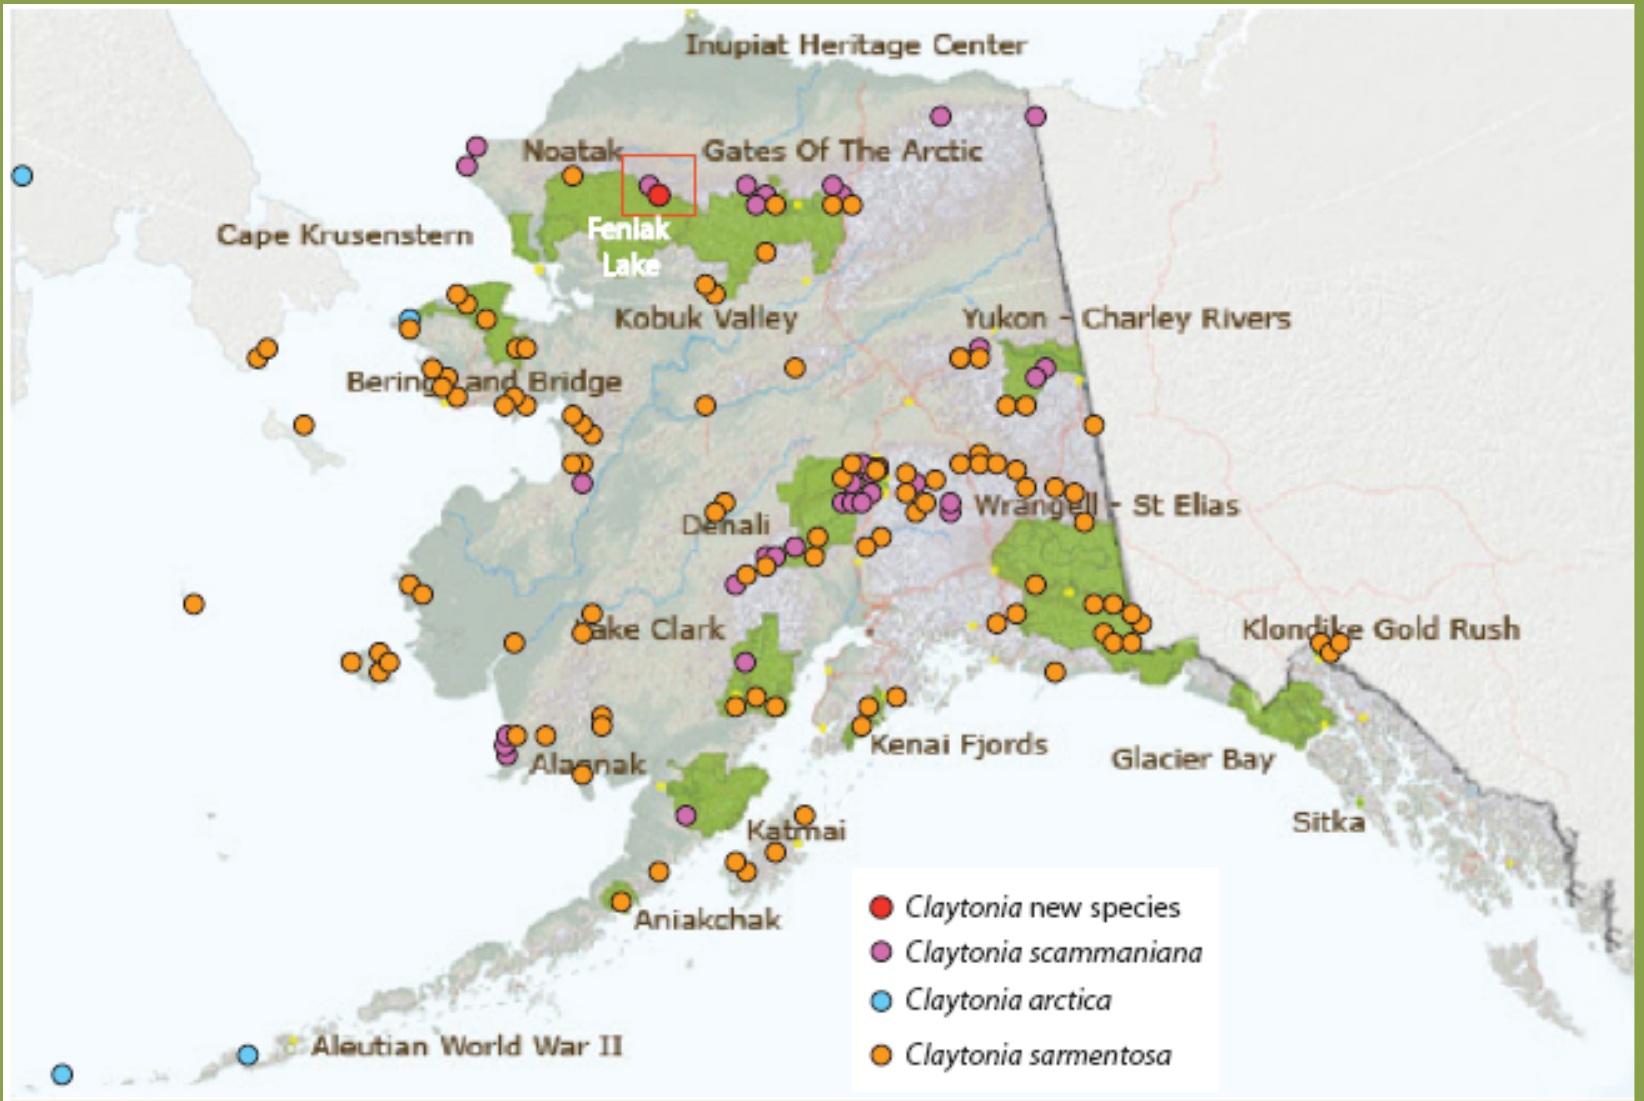 Inupiat Heritage Center
Noatak
Gates Of The Arctic
Cape Krusenstern
Feniak
Lake
Kobuk Valley
Yukon - Charley Rivers
Bering Land Bridge
Denali
Wrangell - St Elias
Lake Clark
Klondike Gold Rush
Alagnak
Kenai Fjords
Glacier Bay
Katmai
Sitka
Aniakchak
Aleutian World War II
Claytonia new species
Claytonia scammaniana
Claytonia arctica
Claytonia sarmentosa